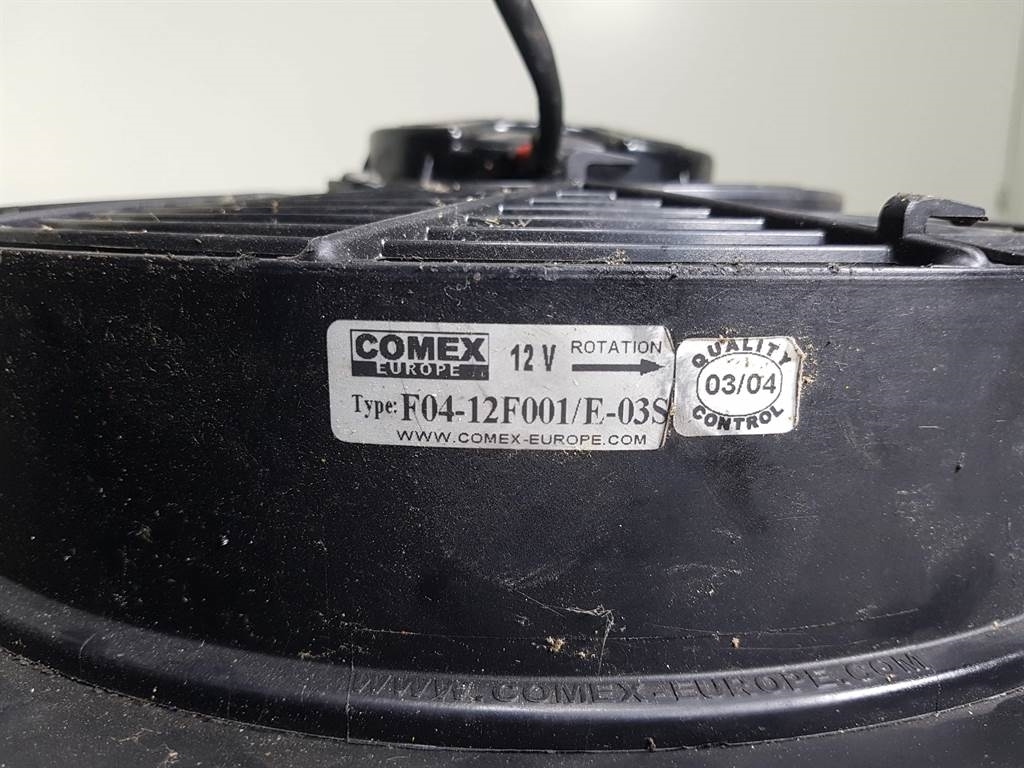 COMEX
EUROPE
12 V
ROTATION
Type: F04-12F001/E-03S
WWW.COMEX-EUROPE.COM
QUALITY
03/04
CONTROL
WWW.COMEX-EUROPE.COM